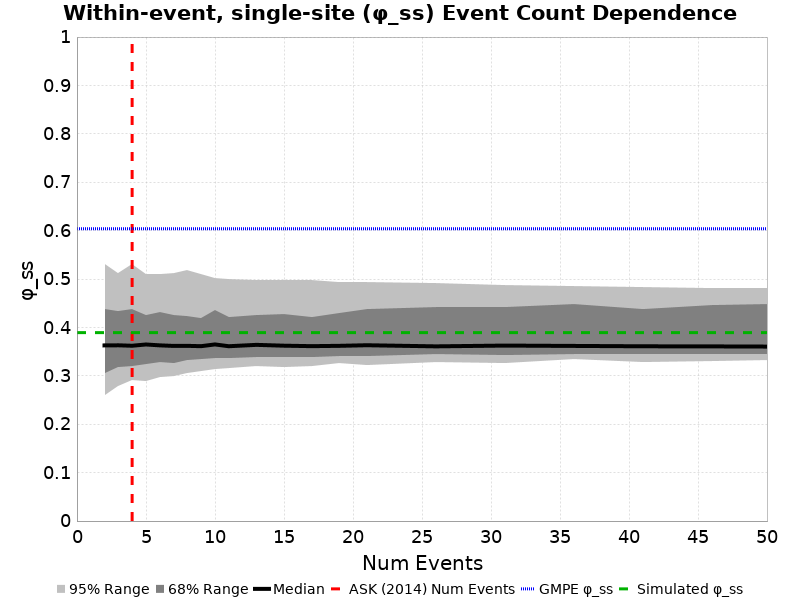 Within-event, single-site (φ_ss) Event Count Dependence
1
0.9
0.8
0.7
0.6
0.5
0.4
0.3
0.2
0.1
0
φ_ss
0 5 10 15 20 25 30 35 40 45 50
Num Events
95% Range 68% Range Median ASK (2014) Num Events GMPE φ_ss Simulated φ_ss